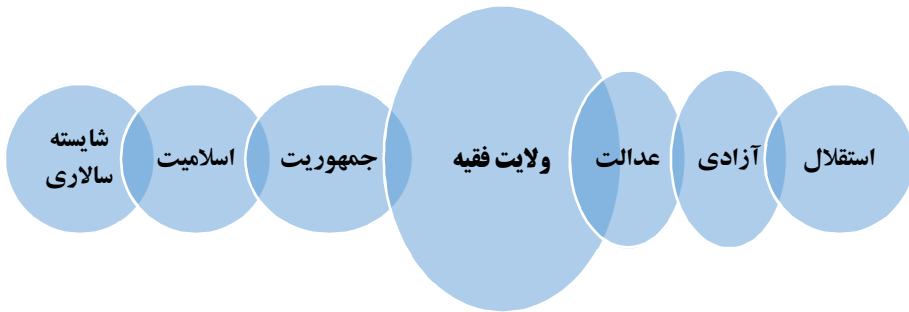 استقلال
آزادی
عدالت
ولایت فقیه
جمهوریت
اسلامیت
شایسته
سالاری